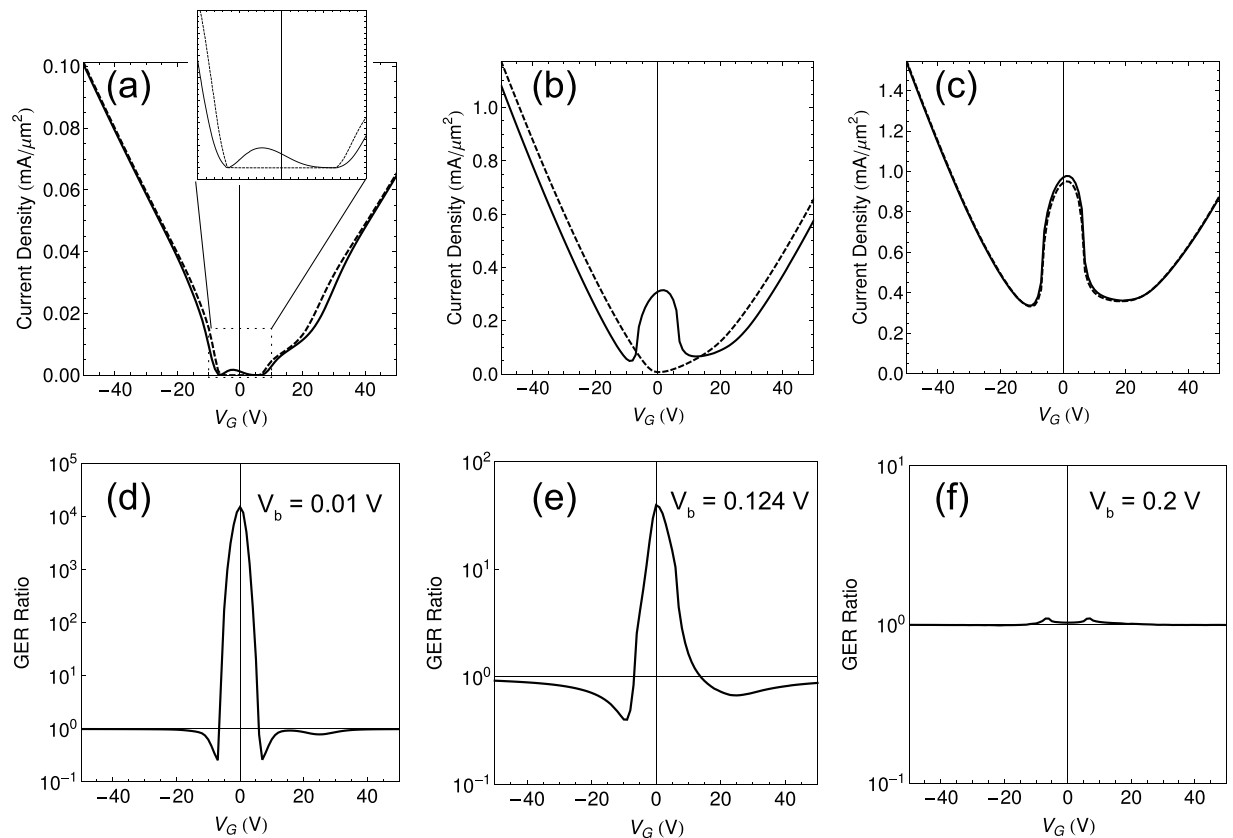 (a)
Current Density (mA/μm²)
0.10
0.08
0.06
0.04
0.02
0.00
−40 −20 0 20 40
V_G (V)
(b)
Current Density (mA/μm²)
1.0
0.8
0.6
0.4
0.2
0.0
−40 −20 0 20 40
V_G (V)
(c)
Current Density (mA/μm²)
1.4
1.2
1.0
0.8
0.6
0.4
0.2
0.0
−40 −20 0 20 40
V_G (V)
(d)
V_b = 0.01 V
GER Ratio
10⁵
10⁴
10³
10²
10¹
10⁰
10⁻¹
−40 −20 0 20 40
V_G (V)
(e)
V_b = 0.124 V
GER Ratio
10²
10¹
10⁰
10⁻¹
−40 −20 0 20 40
V_G (V)
(f)
V_b = 0.2 V
GER Ratio
10¹
10⁰
10⁻¹
−40 −20 0 20 40
V_G (V)